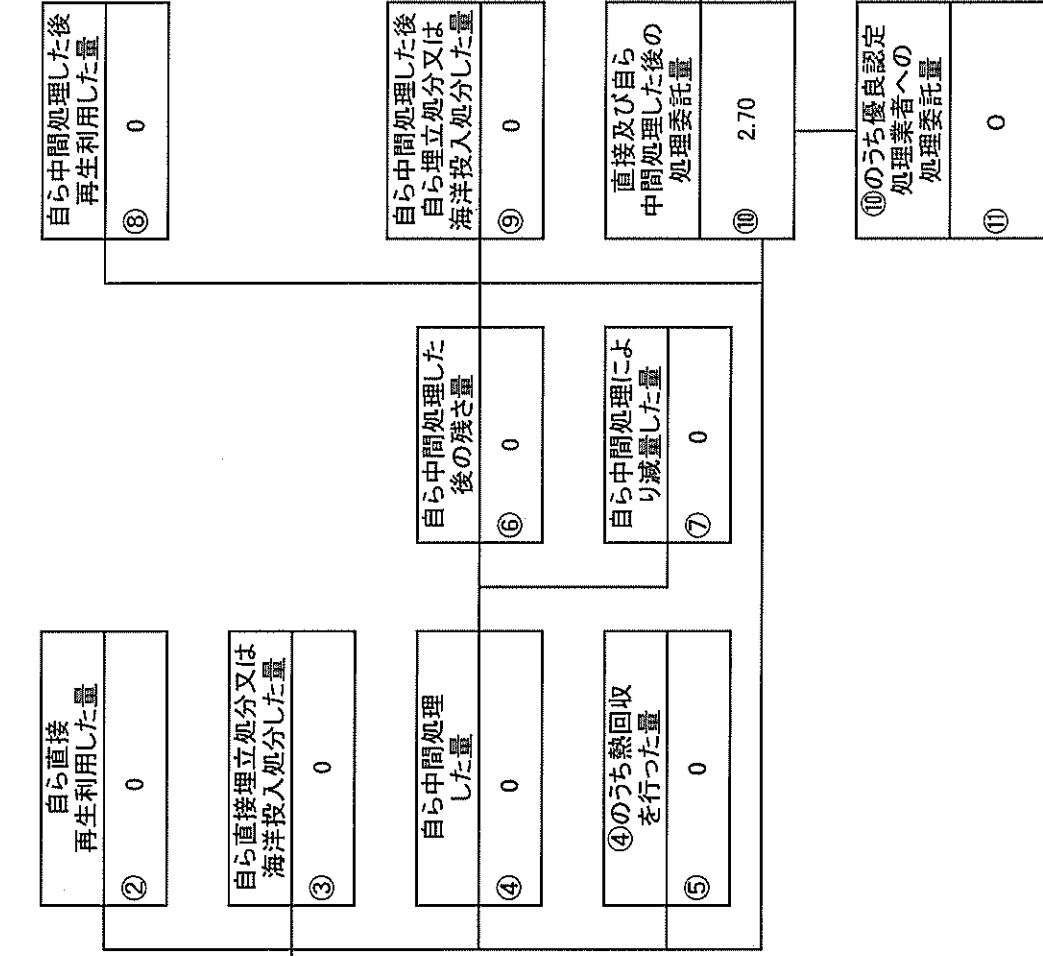 自ら直接
再生利用した量
② 0
自ら直接埋立処分又は
海洋投入処分した量
③ 0
自ら中間処理
した量
④ 0
④のうち熱回収
を行った量
⑤ 0
自ら中間処理した
後の残さ量
⑥ 0
自ら中間処理によ
り減量した量
⑦ 0
自ら中間処理した後
再生利用した量
⑧ 0
自ら中間処理した後
自ら埋立処分又は
海洋投入処分した量
⑨ 0
直接及び自ら
中間処理した後の
処理委託量
⑩ 2.70
⑩のうち優良認定
処理業者への
処理委託量
⑪ 0